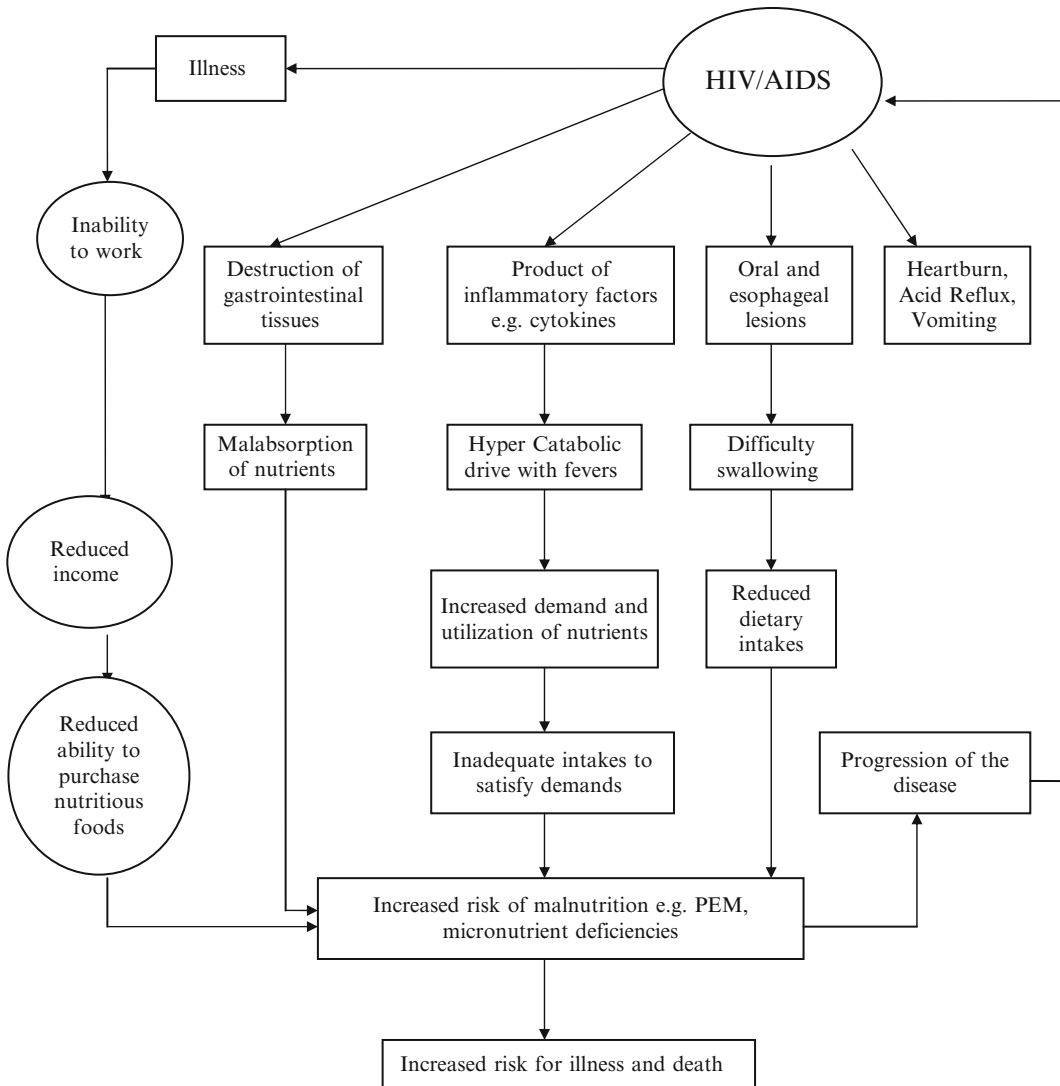 Illness
HIV/AIDS
Inability
to work
Destruction of
gastrointestinal
tissues
Product of
inflammatory factors
e.g. cytokines
Oral and
esophageal
lesions
Heartburn,
Acid Reflux,
Vomiting
Malabsorption
of nutrients
Hyper Catabolic
drive with fevers
Difficulty
swallowing
Reduced
income
Increased demand and
utilization of nutrients
Reduced
dietary
intakes
Reduced
ability to
purchase
nutritious
foods
Inadequate intakes to
satisfy demands
Progression of the
disease
Increased risk of malnutrition e.g. PEM,
micronutrient deficiencies
Increased risk for illness and death